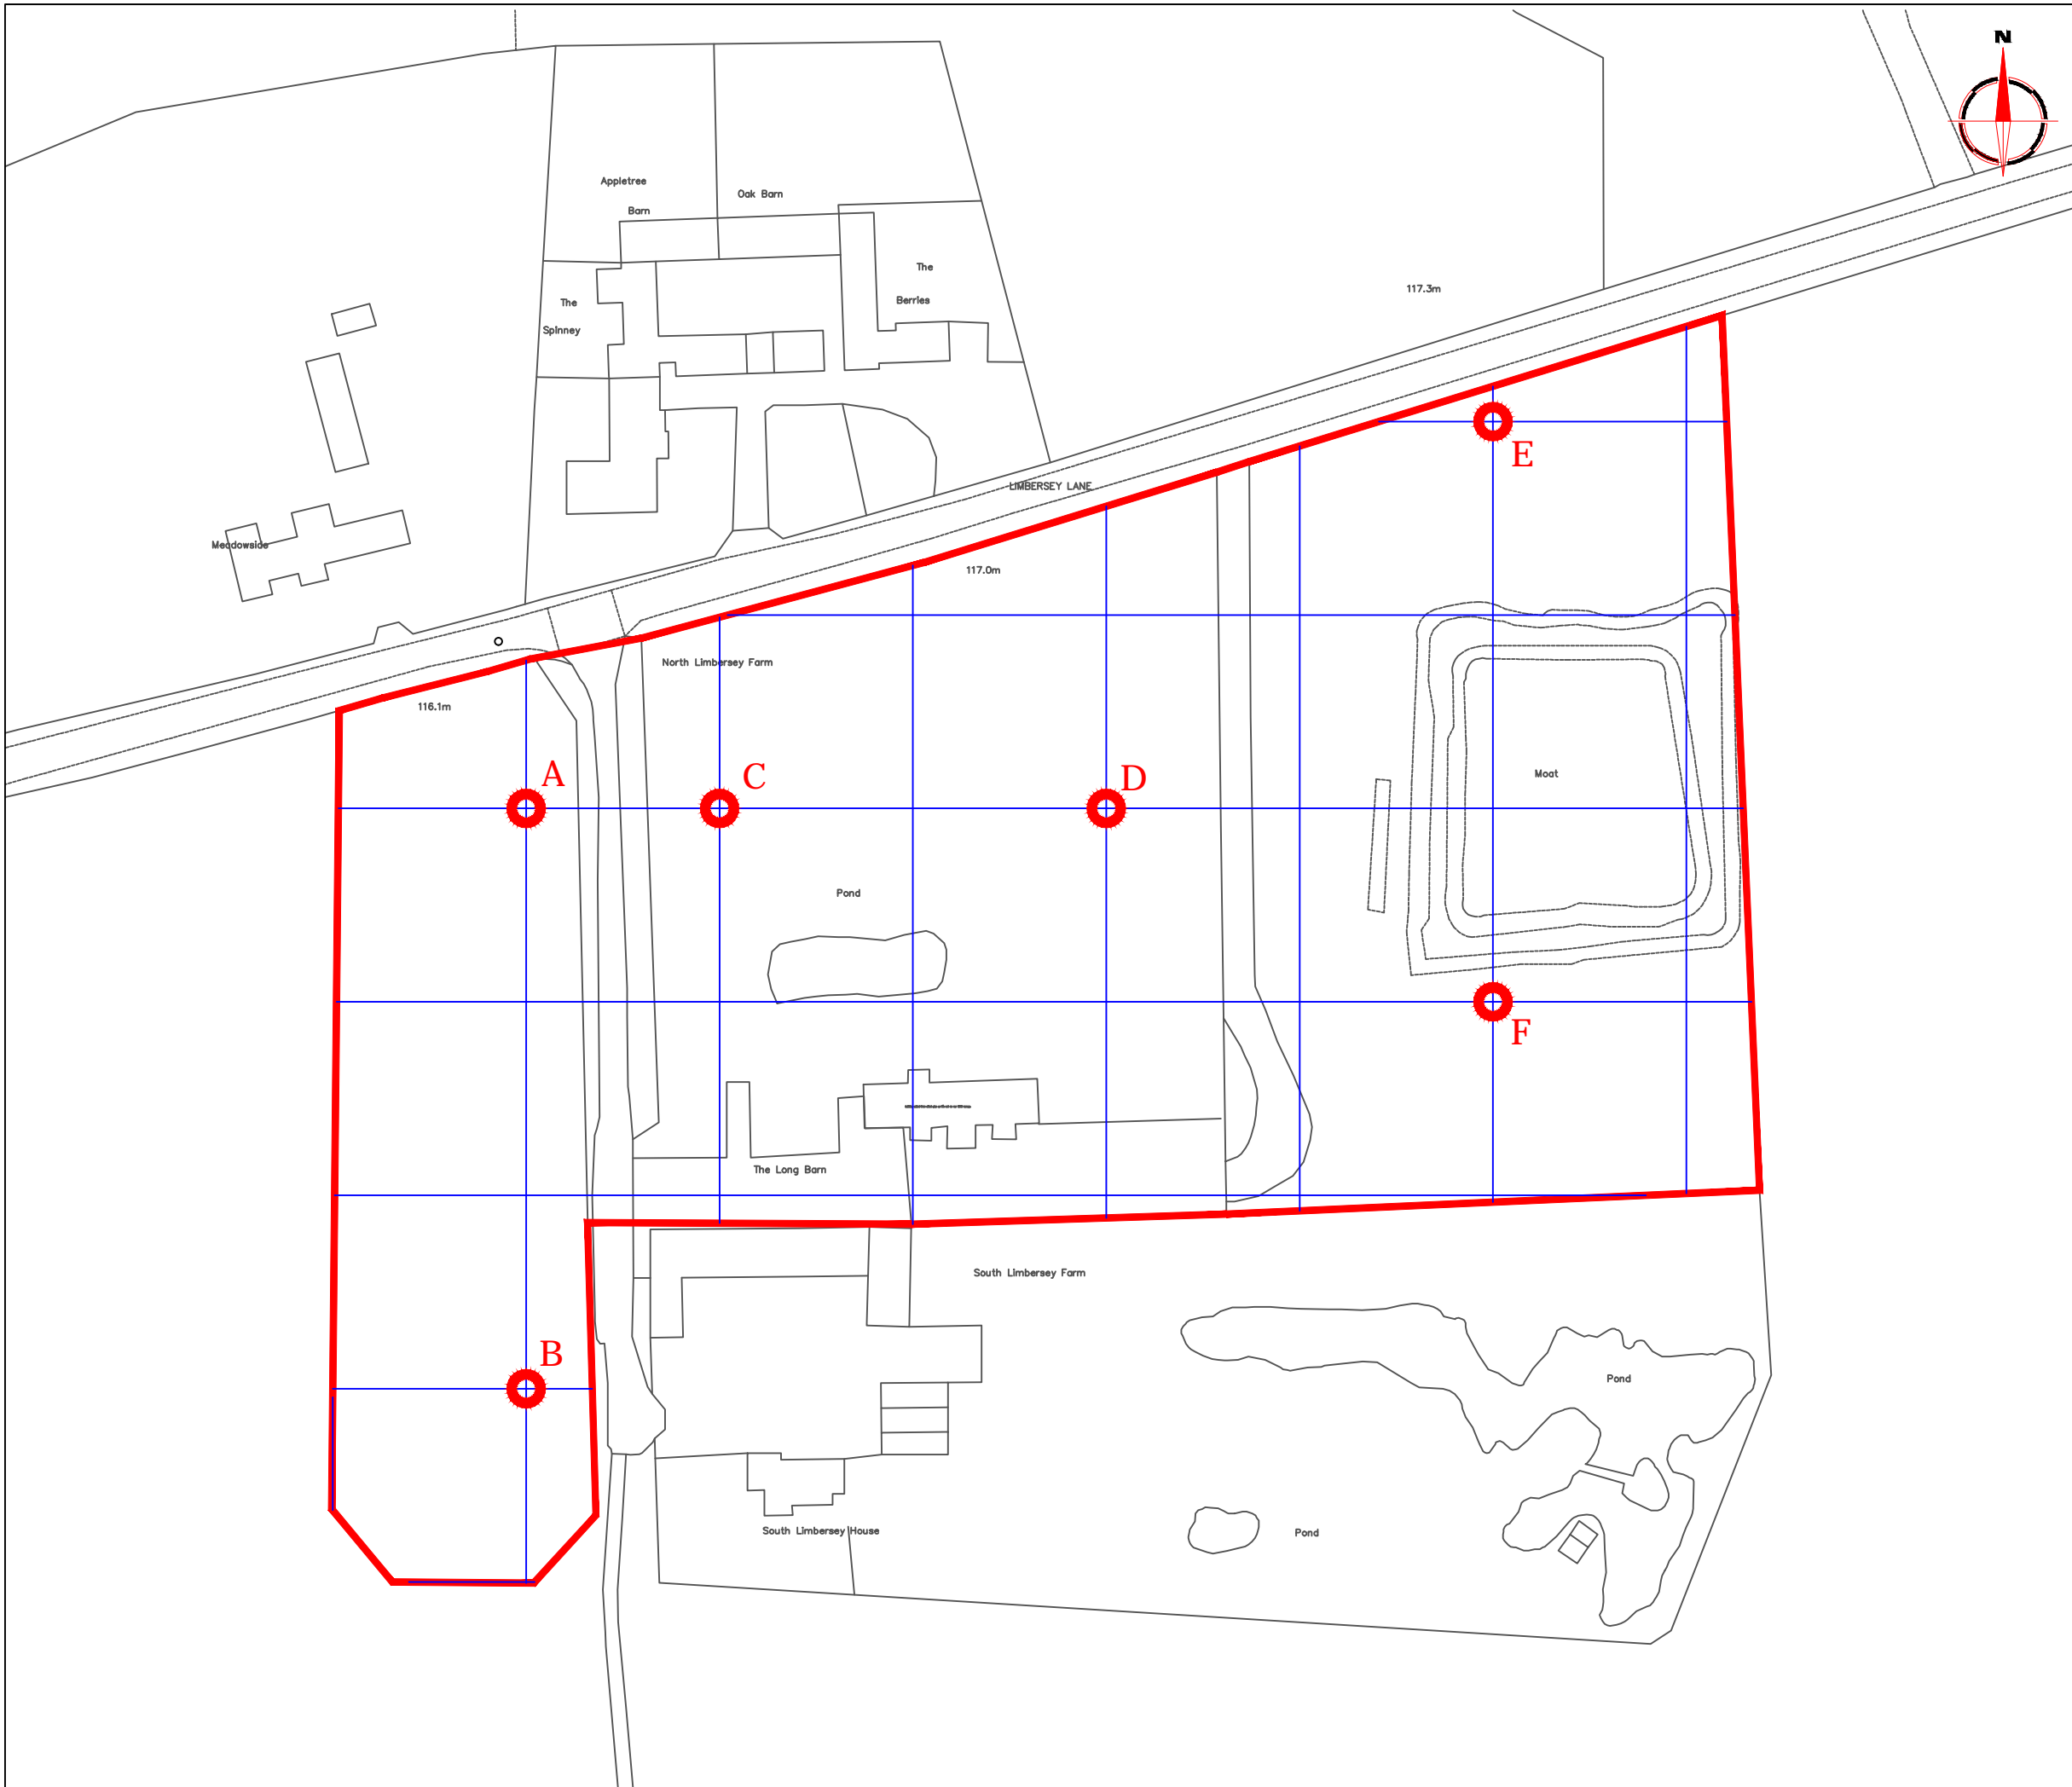 N
Appletree
Barn
Oak Barn
The
Berries
The
Spinney
117.3m
E
LIMBERSEY LANE
Meadowside
117.0m
North Limbersey Farm
116.1m
A
C
D
Moat
Pond
F
The Long Barn
South Limbersey Farm
B
Pond
South Limbersey House
Pond